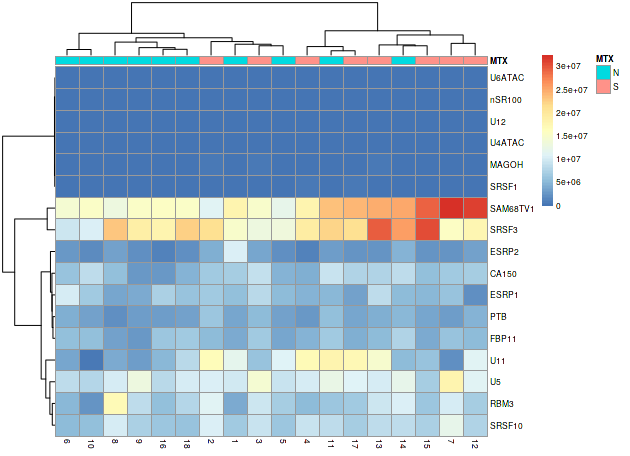 MTX
U6ATAC
nSR100
U12
U4ATAC
MAGOH
SRSF1
SAM68TV1
SRSF3
ESRP2
CA150
ESRP1
PTB
FBP11
U11
U5
RBM3
SRSF10
6 10 8 9 16 18 2 1 3 5 4 11 17 13 14 15 7 12
3e+07
2.5e+07
2e+07
1.5e+07
1e+07
5e+06
0
MTX
N
S